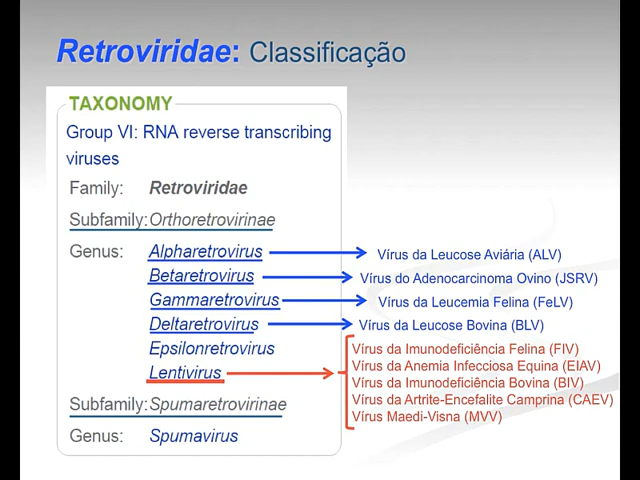 Retroviridae: Classificação
TAXONOMY
Group VI: RNA reverse transcribing
viruses
Family: Retroviridae
Subfamily: Orthoretrovirinae
Genus: Alpharetrovirus Vírus da Leucose Aviária (ALV)
Betaretrovirus Vírus do Adenocarcinoma Ovino (JSRV)
Gammaretrovirus Vírus da Leucemia Felina (FeLV)
Deltaretrovirus Vírus da Leucose Bovina (BLV)
Epsilonretrovirus
Lentivirus
Vírus da Imunodeficiência Felina (FIV)
Vírus da Anemia Infecciosa Equina (EIAV)
Vírus da Imunodeficiência Bovina (BIV)
Vírus da Artrite-Encefalite Camprina (CAEV)
Vírus Maedi-Visna (MVV)
Subfamily: Spumaretrovirinae
Genus: Spumavirus